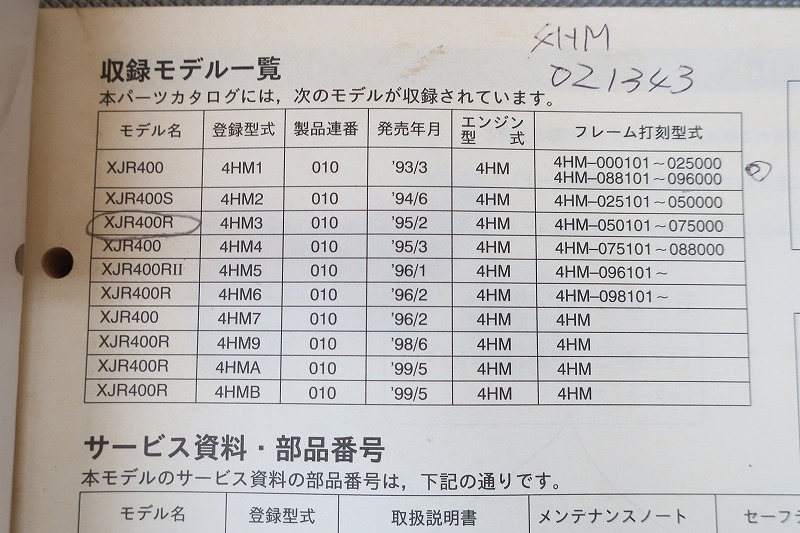 4HM
021343
収録モデル一覧
本パーツカタログには，次のモデルが収録されています。
モデル名 登録型式 製品連番 発売年月 エンジン型式 フレーム打刻型式
XJR400 4HM1 010 '93/3 4HM 4HM–000101～025000
4HM–088101～096000
XJR400S 4HM2 010 '94/6 4HM 4HM–025101～050000
XJR400R 4HM3 010 '95/2 4HM 4HM–050101～075000
XJR400 4HM4 010 '95/3 4HM 4HM–075101～088000
XJR400RII 4HM5 010 '96/1 4HM 4HM–096101～
XJR400R 4HM6 010 '96/2 4HM 4HM–098101～
XJR400 4HM7 010 '96/2 4HM 4HM
XJR400R 4HM9 010 '98/6 4HM 4HM
XJR400R 4HMA 010 '99/5 4HM 4HM
XJR400R 4HMB 010 '99/5 4HM 4HM
サービス資料・部品番号
本モデルのサービス資料の部品番号は，下記の通りです。
モデル名 登録型式 取扱説明書 メンテナンスノート セーフテ